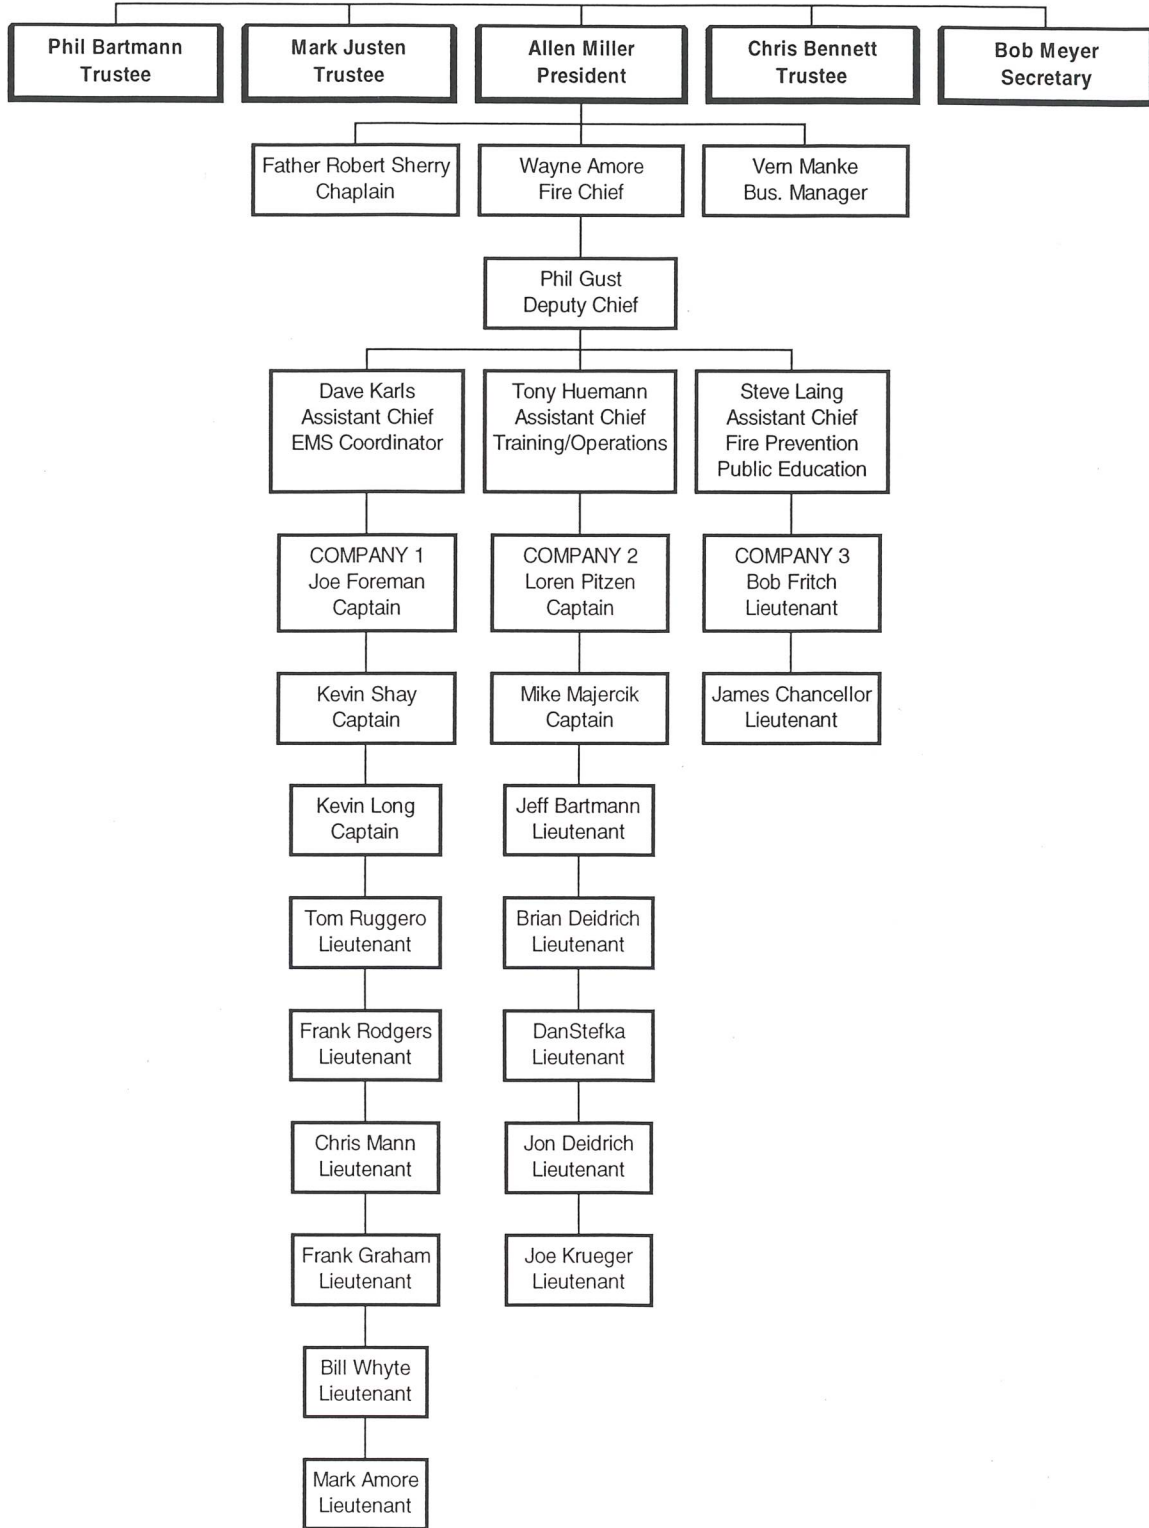 Phil Bartmann
Trustee
Mark Justen
Trustee
Allen Miller
President
Chris Bennett
Trustee
Bob Meyer
Secretary
Father Robert Sherry
Chaplain
Wayne Amore
Fire Chief
Vern Manke
Bus. Manager
Phil Gust
Deputy Chief
Dave Karls
Assistant Chief
EMS Coordinator
Tony Huemann
Assistant Chief
Training/Operations
Steve Laing
Assistant Chief
Fire Prevention
Public Education
COMPANY 1
Joe Foreman
Captain
COMPANY 2
Loren Pitzen
Captain
COMPANY 3
Bob Fritch
Lieutenant
Kevin Shay
Captain
Mike Majercik
Captain
James Chancellor
Lieutenant
Kevin Long
Captain
Jeff Bartmann
Lieutenant
Tom Ruggero
Lieutenant
Brian Deidrich
Lieutenant
Frank Rodgers
Lieutenant
DanStefka
Lieutenant
Chris Mann
Lieutenant
Jon Deidrich
Lieutenant
Frank Graham
Lieutenant
Joe Krueger
Lieutenant
Bill Whyte
Lieutenant
Mark Amore
Lieutenant